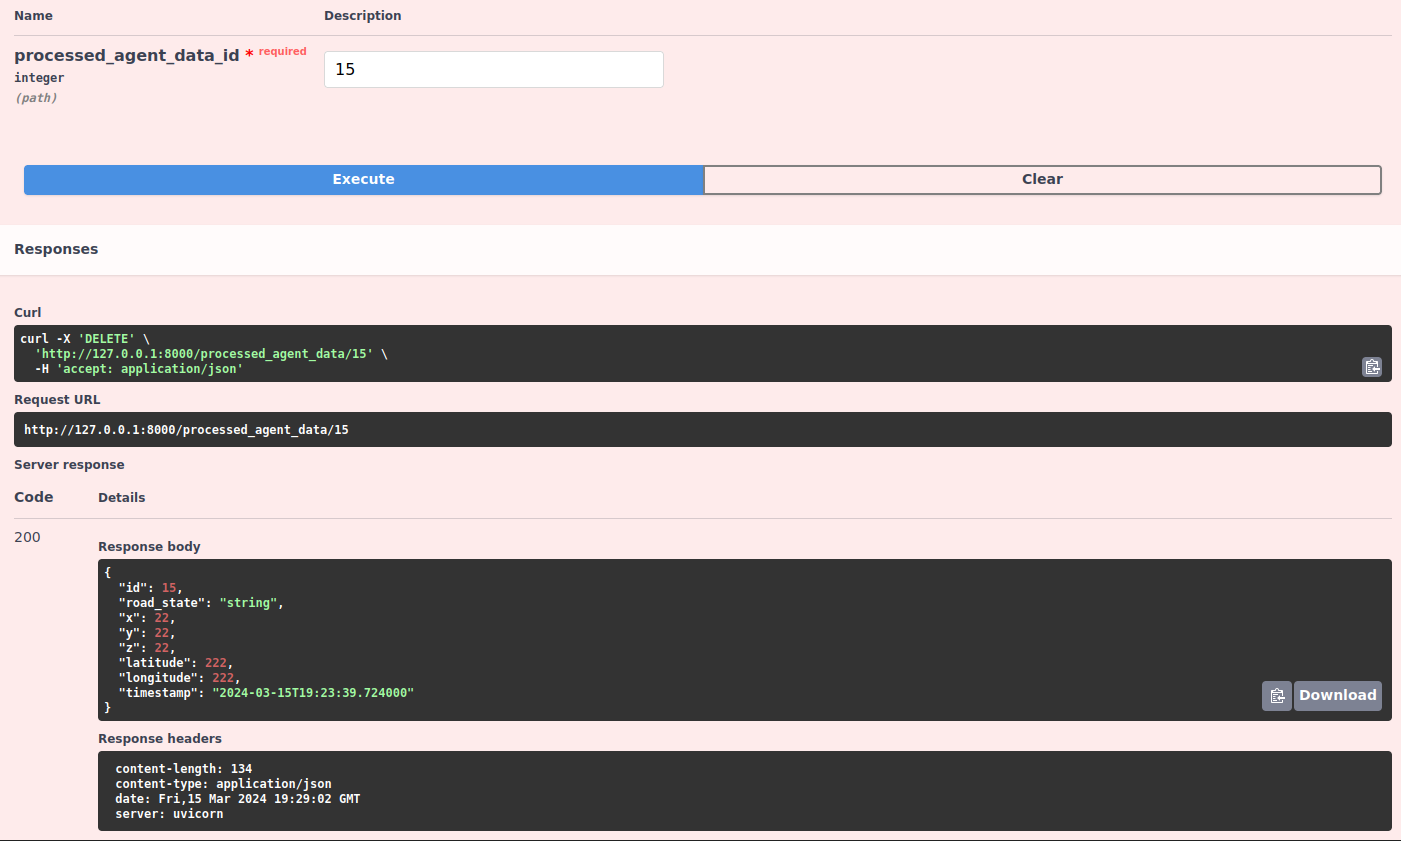 Name Description
processed_agent_data_id * required
integer
(path)
15
Execute Clear
Responses
Curl
curl -X 'DELETE' \
  'http://127.0.0.1:8000/processed_agent_data/15' \
  -H 'accept: application/json'
Request URL
http://127.0.0.1:8000/processed_agent_data/15
Server response
Code Details
200
Response body
{
  "id": 15,
  "road_state": "string",
  "x": 22,
  "y": 22,
  "z": 22,
  "latitude": 222,
  "longitude": 222,
  "timestamp": "2024-03-15T19:23:39.724000"
}
Download
Response headers
content-length: 134
content-type: application/json
date: Fri,15 Mar 2024 19:29:02 GMT
server: uvicorn